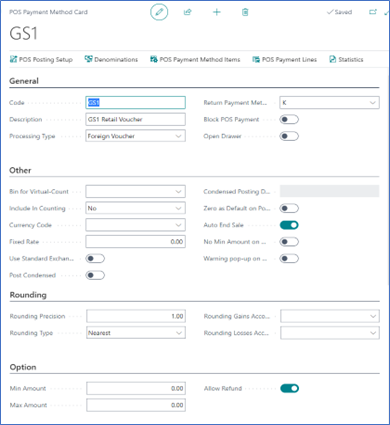 POS Payment Method Card
Saved
GS1
POS Posting Setup Denominations POS Payment Method Items POS Payment Lines Statistics
General
Code GS1 Return Payment Met... K
Description GS1 Retail Voucher Block POS Payment
Processing Type Foreign Voucher Open Drawer
Other
Bin for Virtual-Count Condensed Posting D...
Include In Counting No Zero as Default on Po...
Currency Code Auto End Sale
Fixed Rate 0.00 No Min Amount on ...
Use Standard Exchan... Warning pop-up on ...
Post Condensed
Rounding
Rounding Precision 1.00 Rounding Gains Acco...
Rounding Type Nearest Rounding Losses Acc...
Option
Min Amount 0.00 Allow Refund
Max Amount 0.00